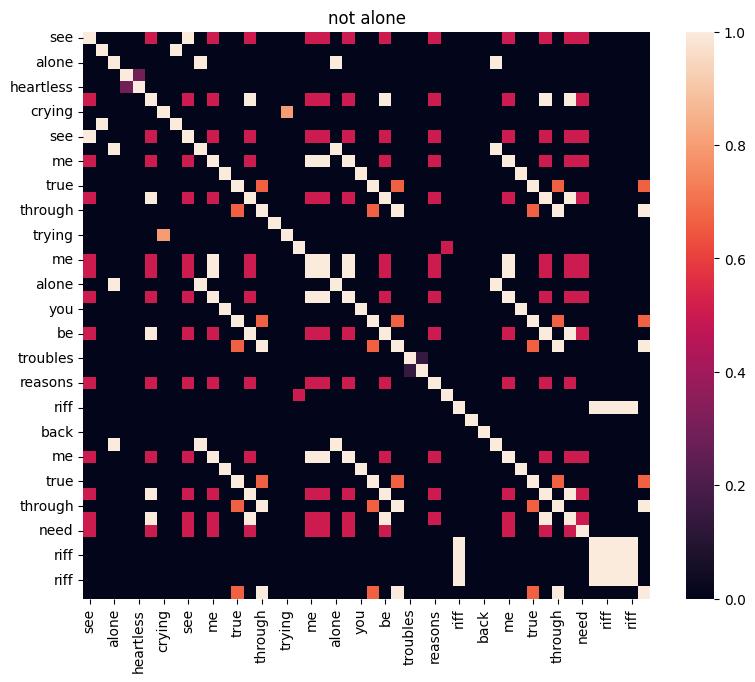 not alone
see
alone
heartless
crying
see
me
true
through
trying
me
alone
you
be
troubles
reasons
riff
back
me
true
through
need
riff
riff
1.0
0.8
0.6
0.4
0.2
0.0
see
alone
heartless
crying
see
me
true
through
trying
me
alone
you
be
troubles
reasons
riff
back
me
true
through
need
riff
riff